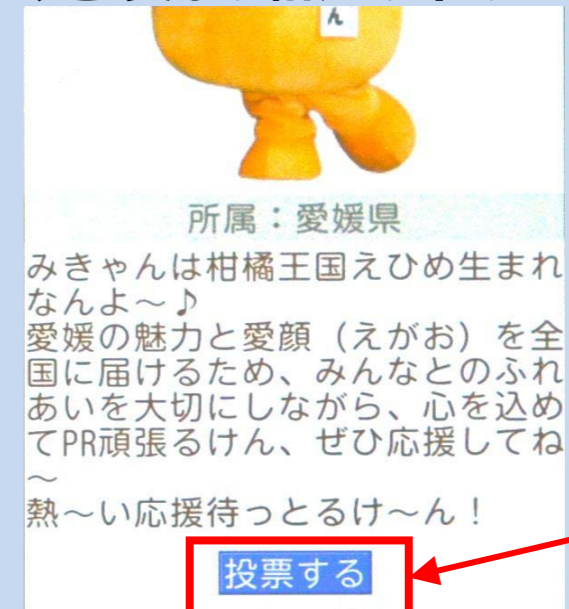 ん
所属：愛媛県
みきゃんは柑橘王国えひめ生まれ
なんよ～♪
愛媛の魅力と愛顔（えがお）を全
国に届けるため、みんなとのふれ
あいを大切にしながら、心を込め
てPR頑張るけん、ぜひ応援してね
～
熱～い応援待っとるけ～ん！
投票する